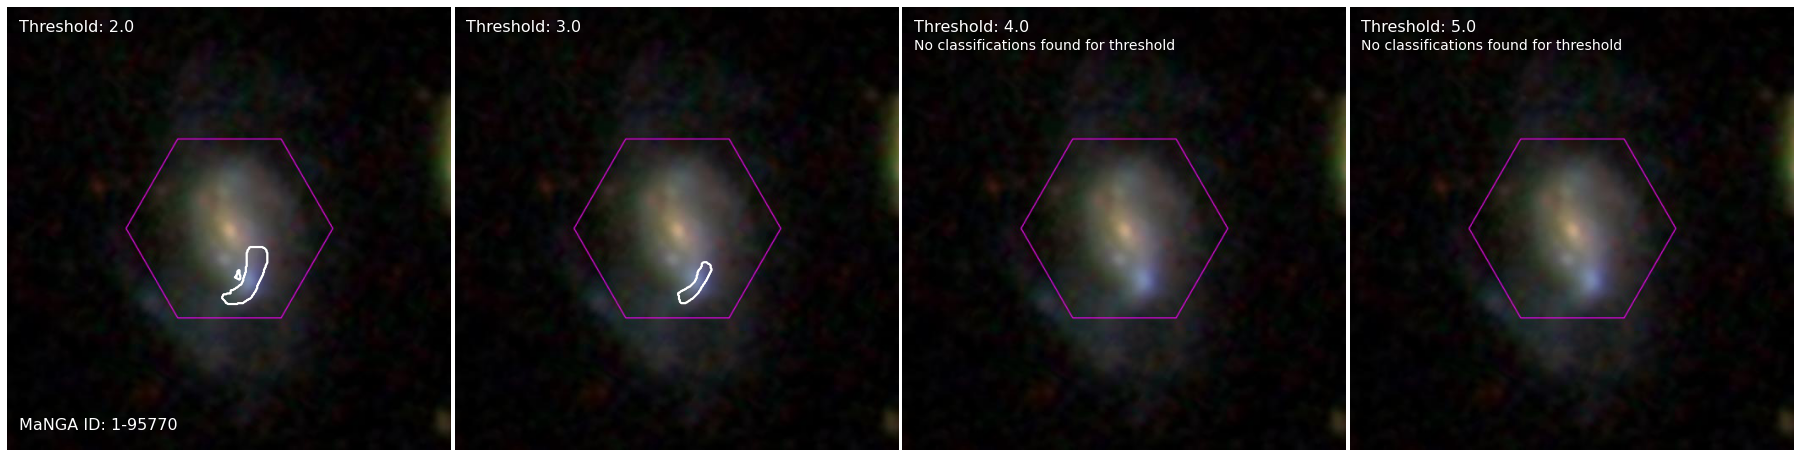 Threshold: 2.0
MaNGA ID: 1-95770
Threshold: 3.0
Threshold: 4.0
No classifications found for threshold
Threshold: 5.0
No classifications found for threshold